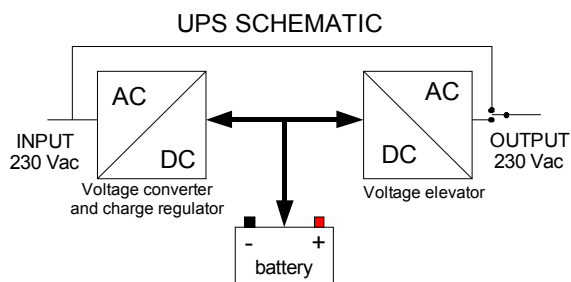 UPS SCHEMATIC
AC
DC
AC
DC
INPUT
230 Vac
OUTPUT
230 Vac
Voltage converter
and charge regulator
Voltage elevator
- +
battery